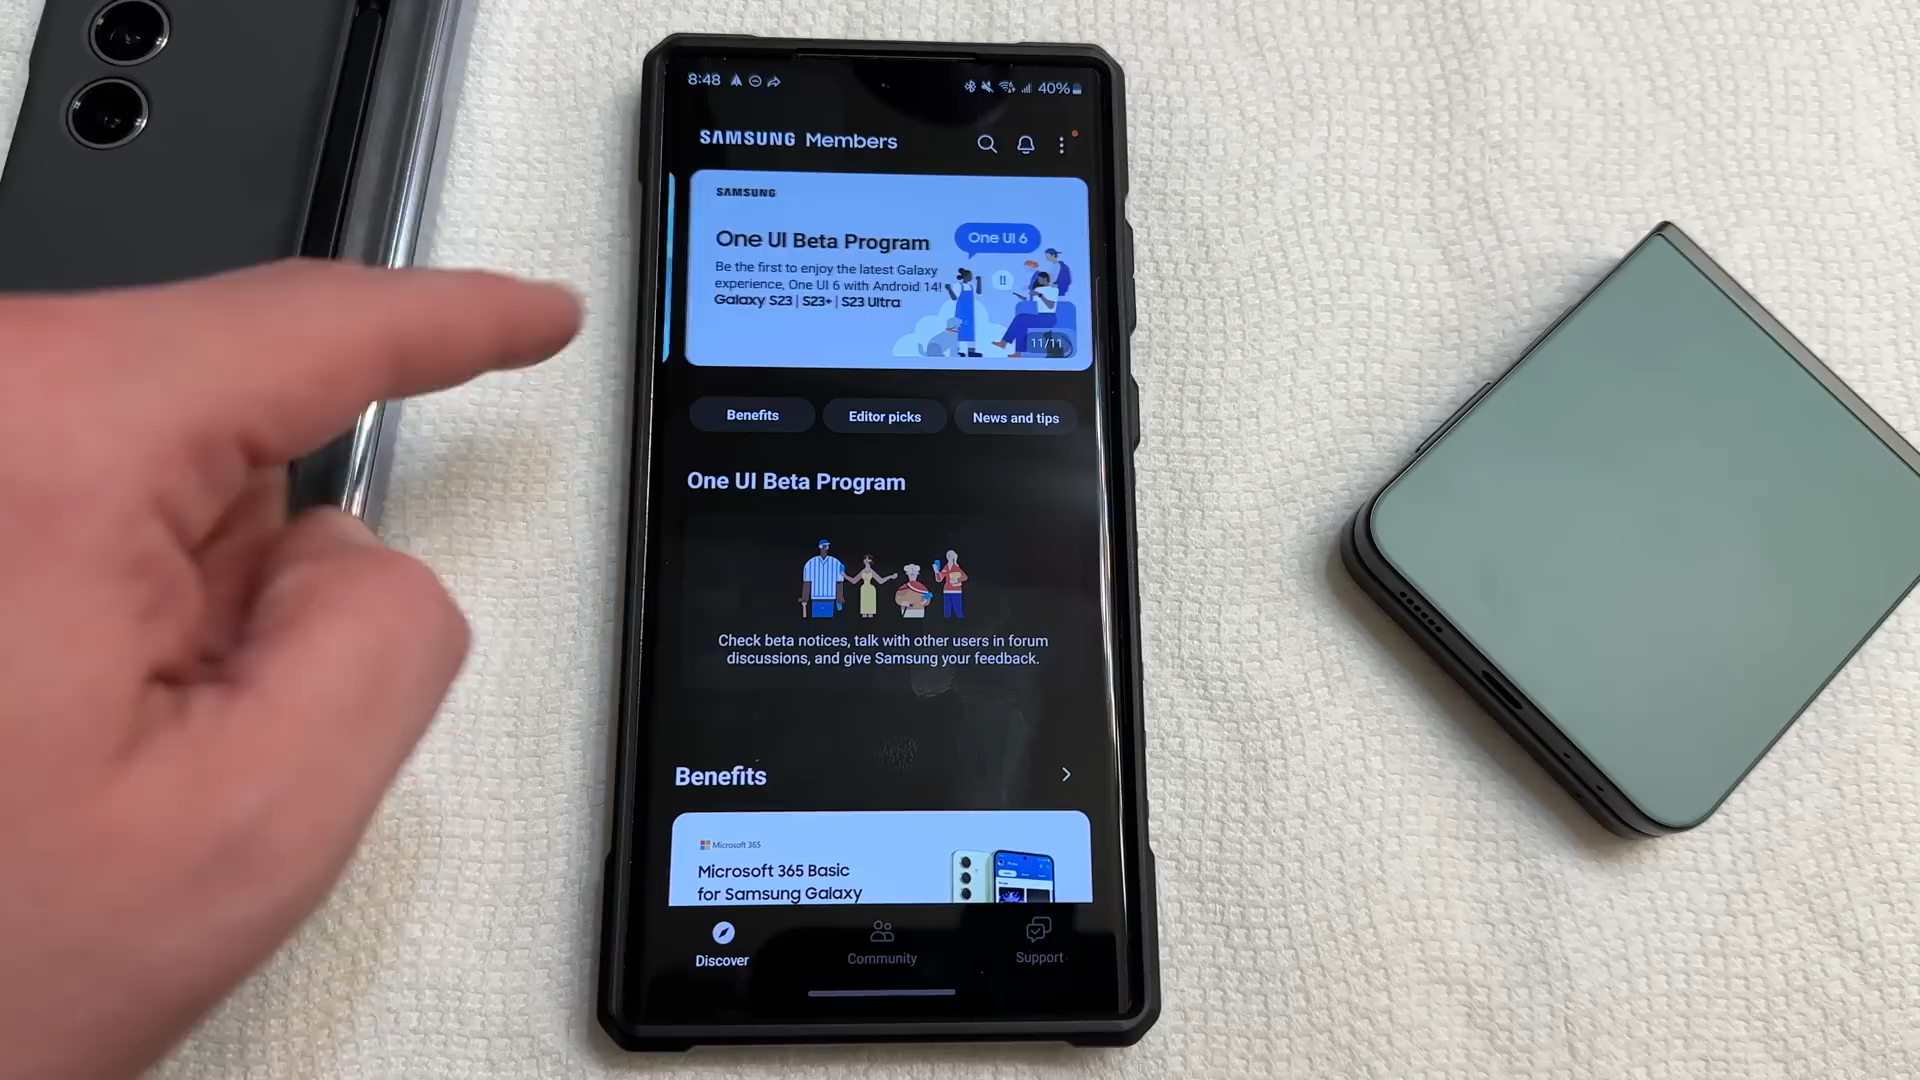 8:48
40%
SAMSUNG Members
SAMSUNG
One UI Beta Program
One UI 6
Be the first to enjoy the latest Galaxy
experience, One UI 6 with Android 14!
Galaxy S23 | S23+ | S23 Ultra
!!
11/11
Benefits
Editor picks
News and tips
One UI Beta Program
Check beta notices, talk with other users in forum
discussions, and give Samsung your feedback.
Benefits
Microsoft 365
Microsoft 365 Basic
for Samsung Galaxy
Discover
Community
Support